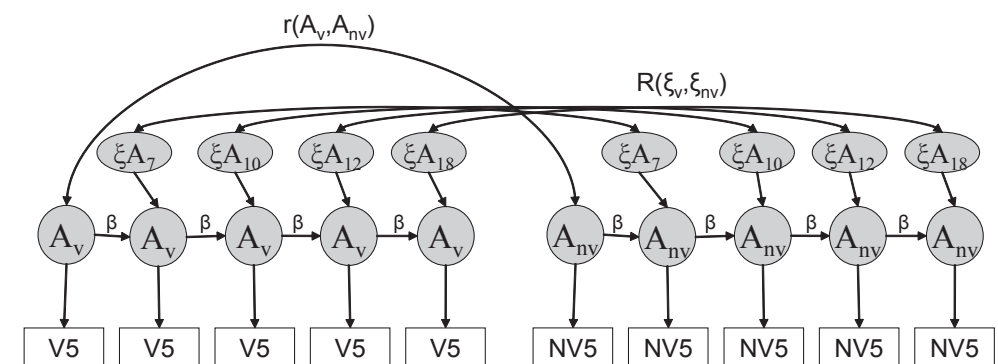 r(Av,Anv)
R(ξv,ξnv)
ξA7 ξA10 ξA12 ξA18 ξA7 ξA10 ξA12 ξA18
β β β β β β β β
Av Av Av Av Av Anv Anv Anv Anv Anv
V5 V5 V5 V5 V5 NV5 NV5 NV5 NV5 NV5